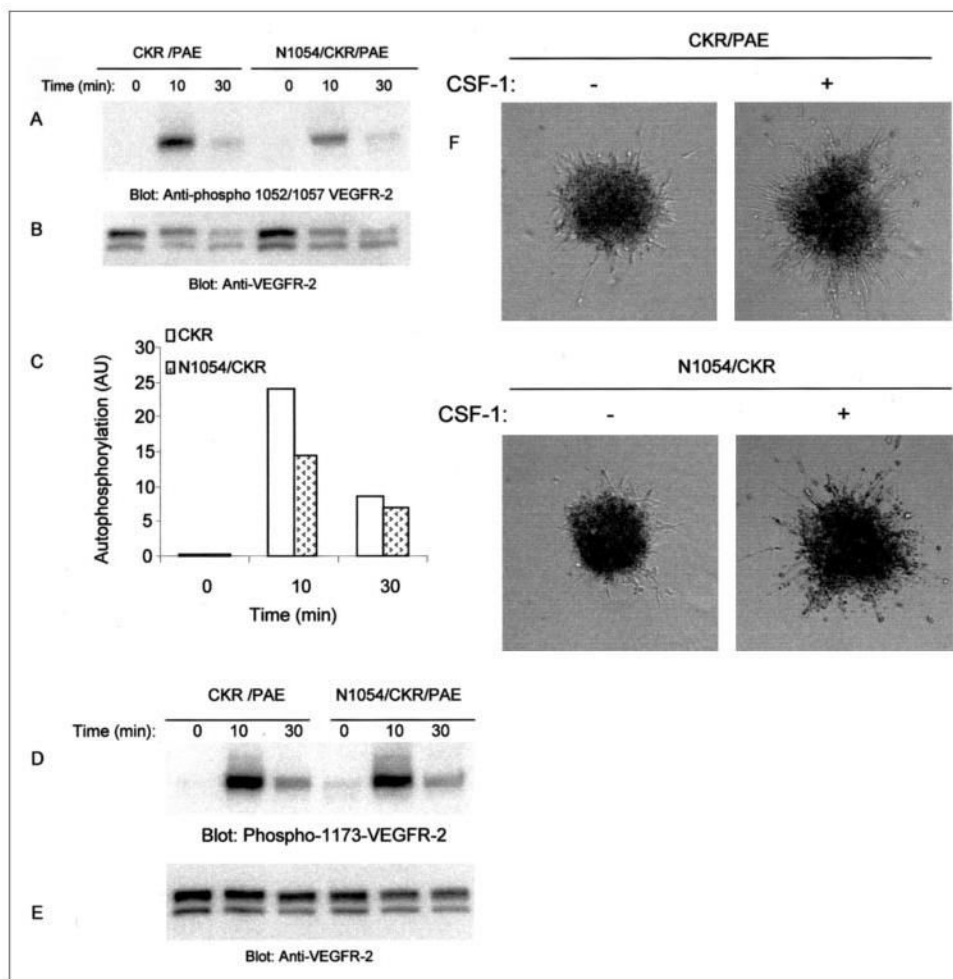 CKR /PAE N1054/CKR/PAE
Time (min): 0 10 30 0 10 30
A
Blot: Anti-phospho 1052/1057 VEGFR-2
B
Blot: Anti-VEGFR-2
C
CKR
N1054/CKR
Autophosphorylation (AU)
30
25
20
15
10
5
0
0 10 30
Time (min)
CKR /PAE N1054/CKR/PAE
Time (min): 0 10 30 0 10 30
D
Blot: Phospho-1173-VEGFR-2
E
Blot: Anti-VEGFR-2
CKR/PAE
CSF-1: - +
F
N1054/CKR
CSF-1: - +